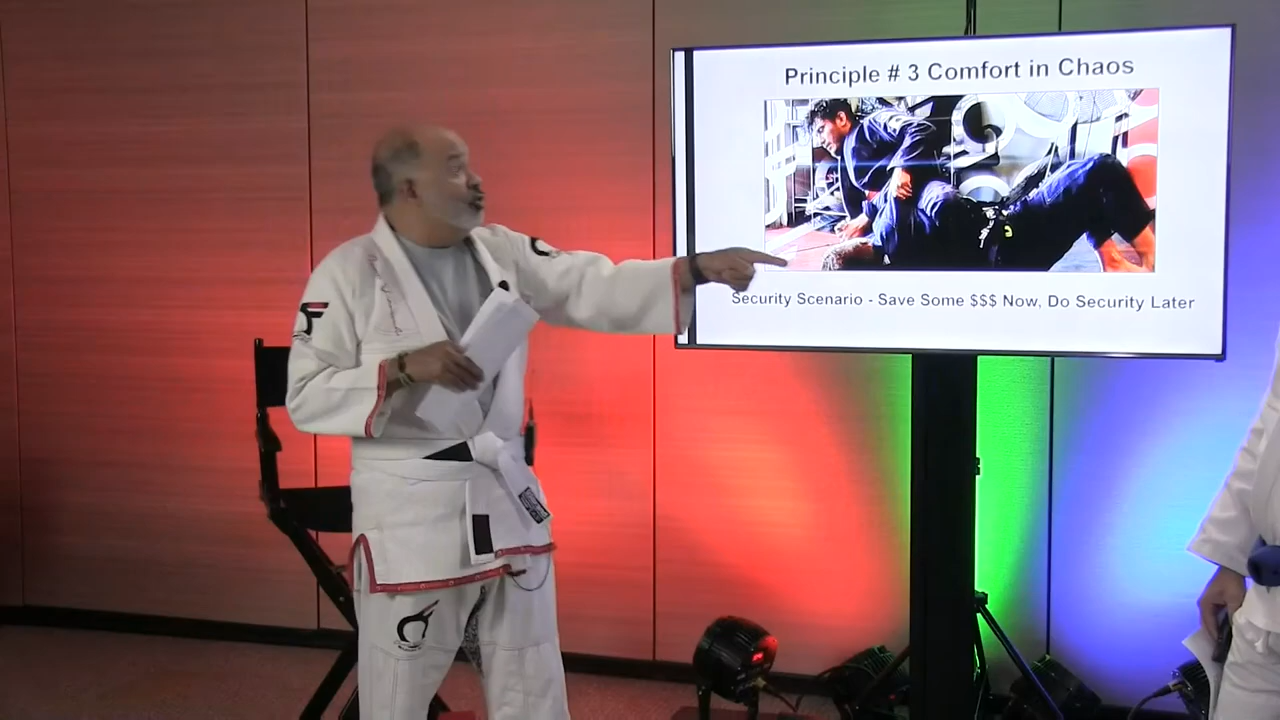 Principle # 3 Comfort in Chaos
Security Scenario - Save Some $$$ Now, Do Security Later